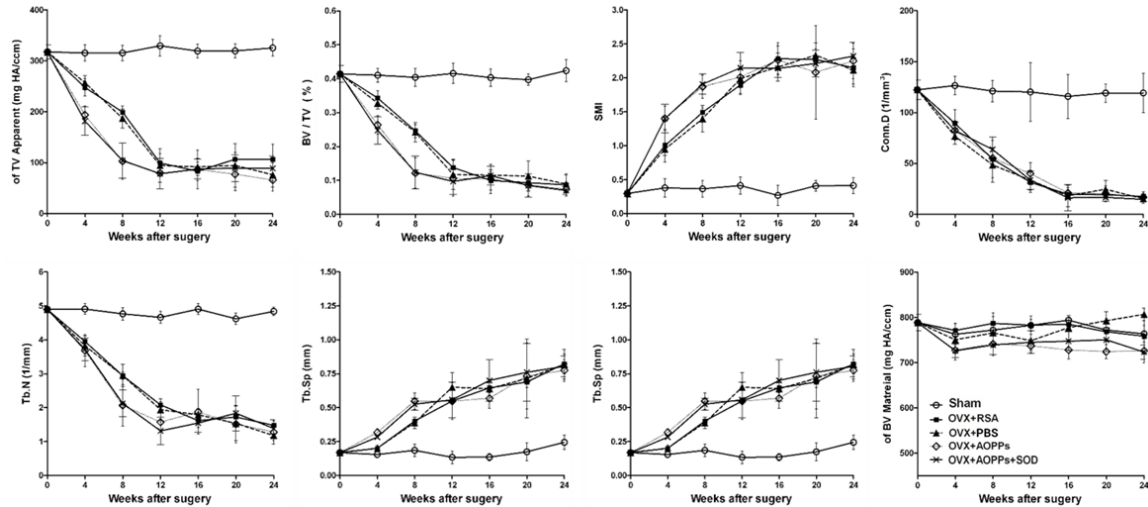 of TV Apparent (mg HA/ccm)
400
300
200
100
0
0 4 8 12 16 20 24
Weeks after sugery
BV / TV ( % )
0.6
0.5
0.4
0.3
0.2
0.1
0.0
0 4 8 12 16 20 24
Weeks after sugery
SMI
3.0
2.5
2.0
1.5
1.0
0.5
0.0
0 4 8 12 16 20 24
Weeks after sugery
Conn.D (1/mm³)
200
150
100
50
0
0 4 8 12 16 20 24
Weeks after sugery
Tb.N (1/mm)
6
5
4
3
2
1
0
0 4 8 12 16 20 24
Weeks after sugery
Tb.Sp (mm)
1.25
1.00
0.75
0.50
0.25
0.00
0 4 8 12 16 20 24
Weeks after sugery
Tb.Sp (mm)
1.25
1.00
0.75
0.50
0.25
0.00
0 4 8 12 16 20 24
Weeks after sugery
of BV Matreial (mg HA/ccm)
900
800
700
600
500
Sham
OVX+RSA
OVX+PBS
OVX+AOPPs
OVX+AOPPs+SOD
0 4 8 12 16 20 24
Weeks after sugery